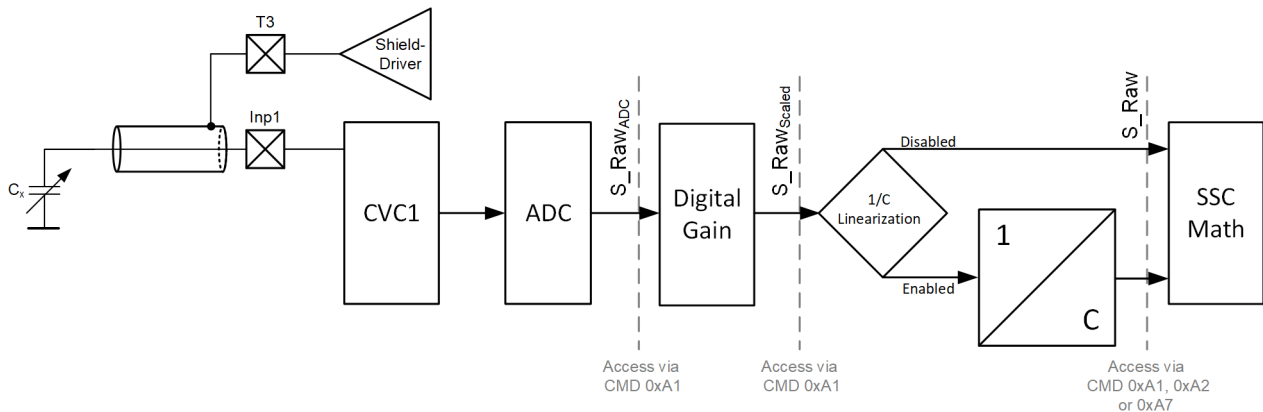 T3
Shield-
Driver
Inp1
Cx
CVC1
ADC
S_RawADC
Digital
Gain
S_RawScaled
1/C
Linearization
Disabled
Enabled
1
C
S_Raw
SSC
Math
Access via
CMD 0xA1
Access via
CMD 0xA1
Access via
CMD 0xA1, 0xA2
or 0xA7